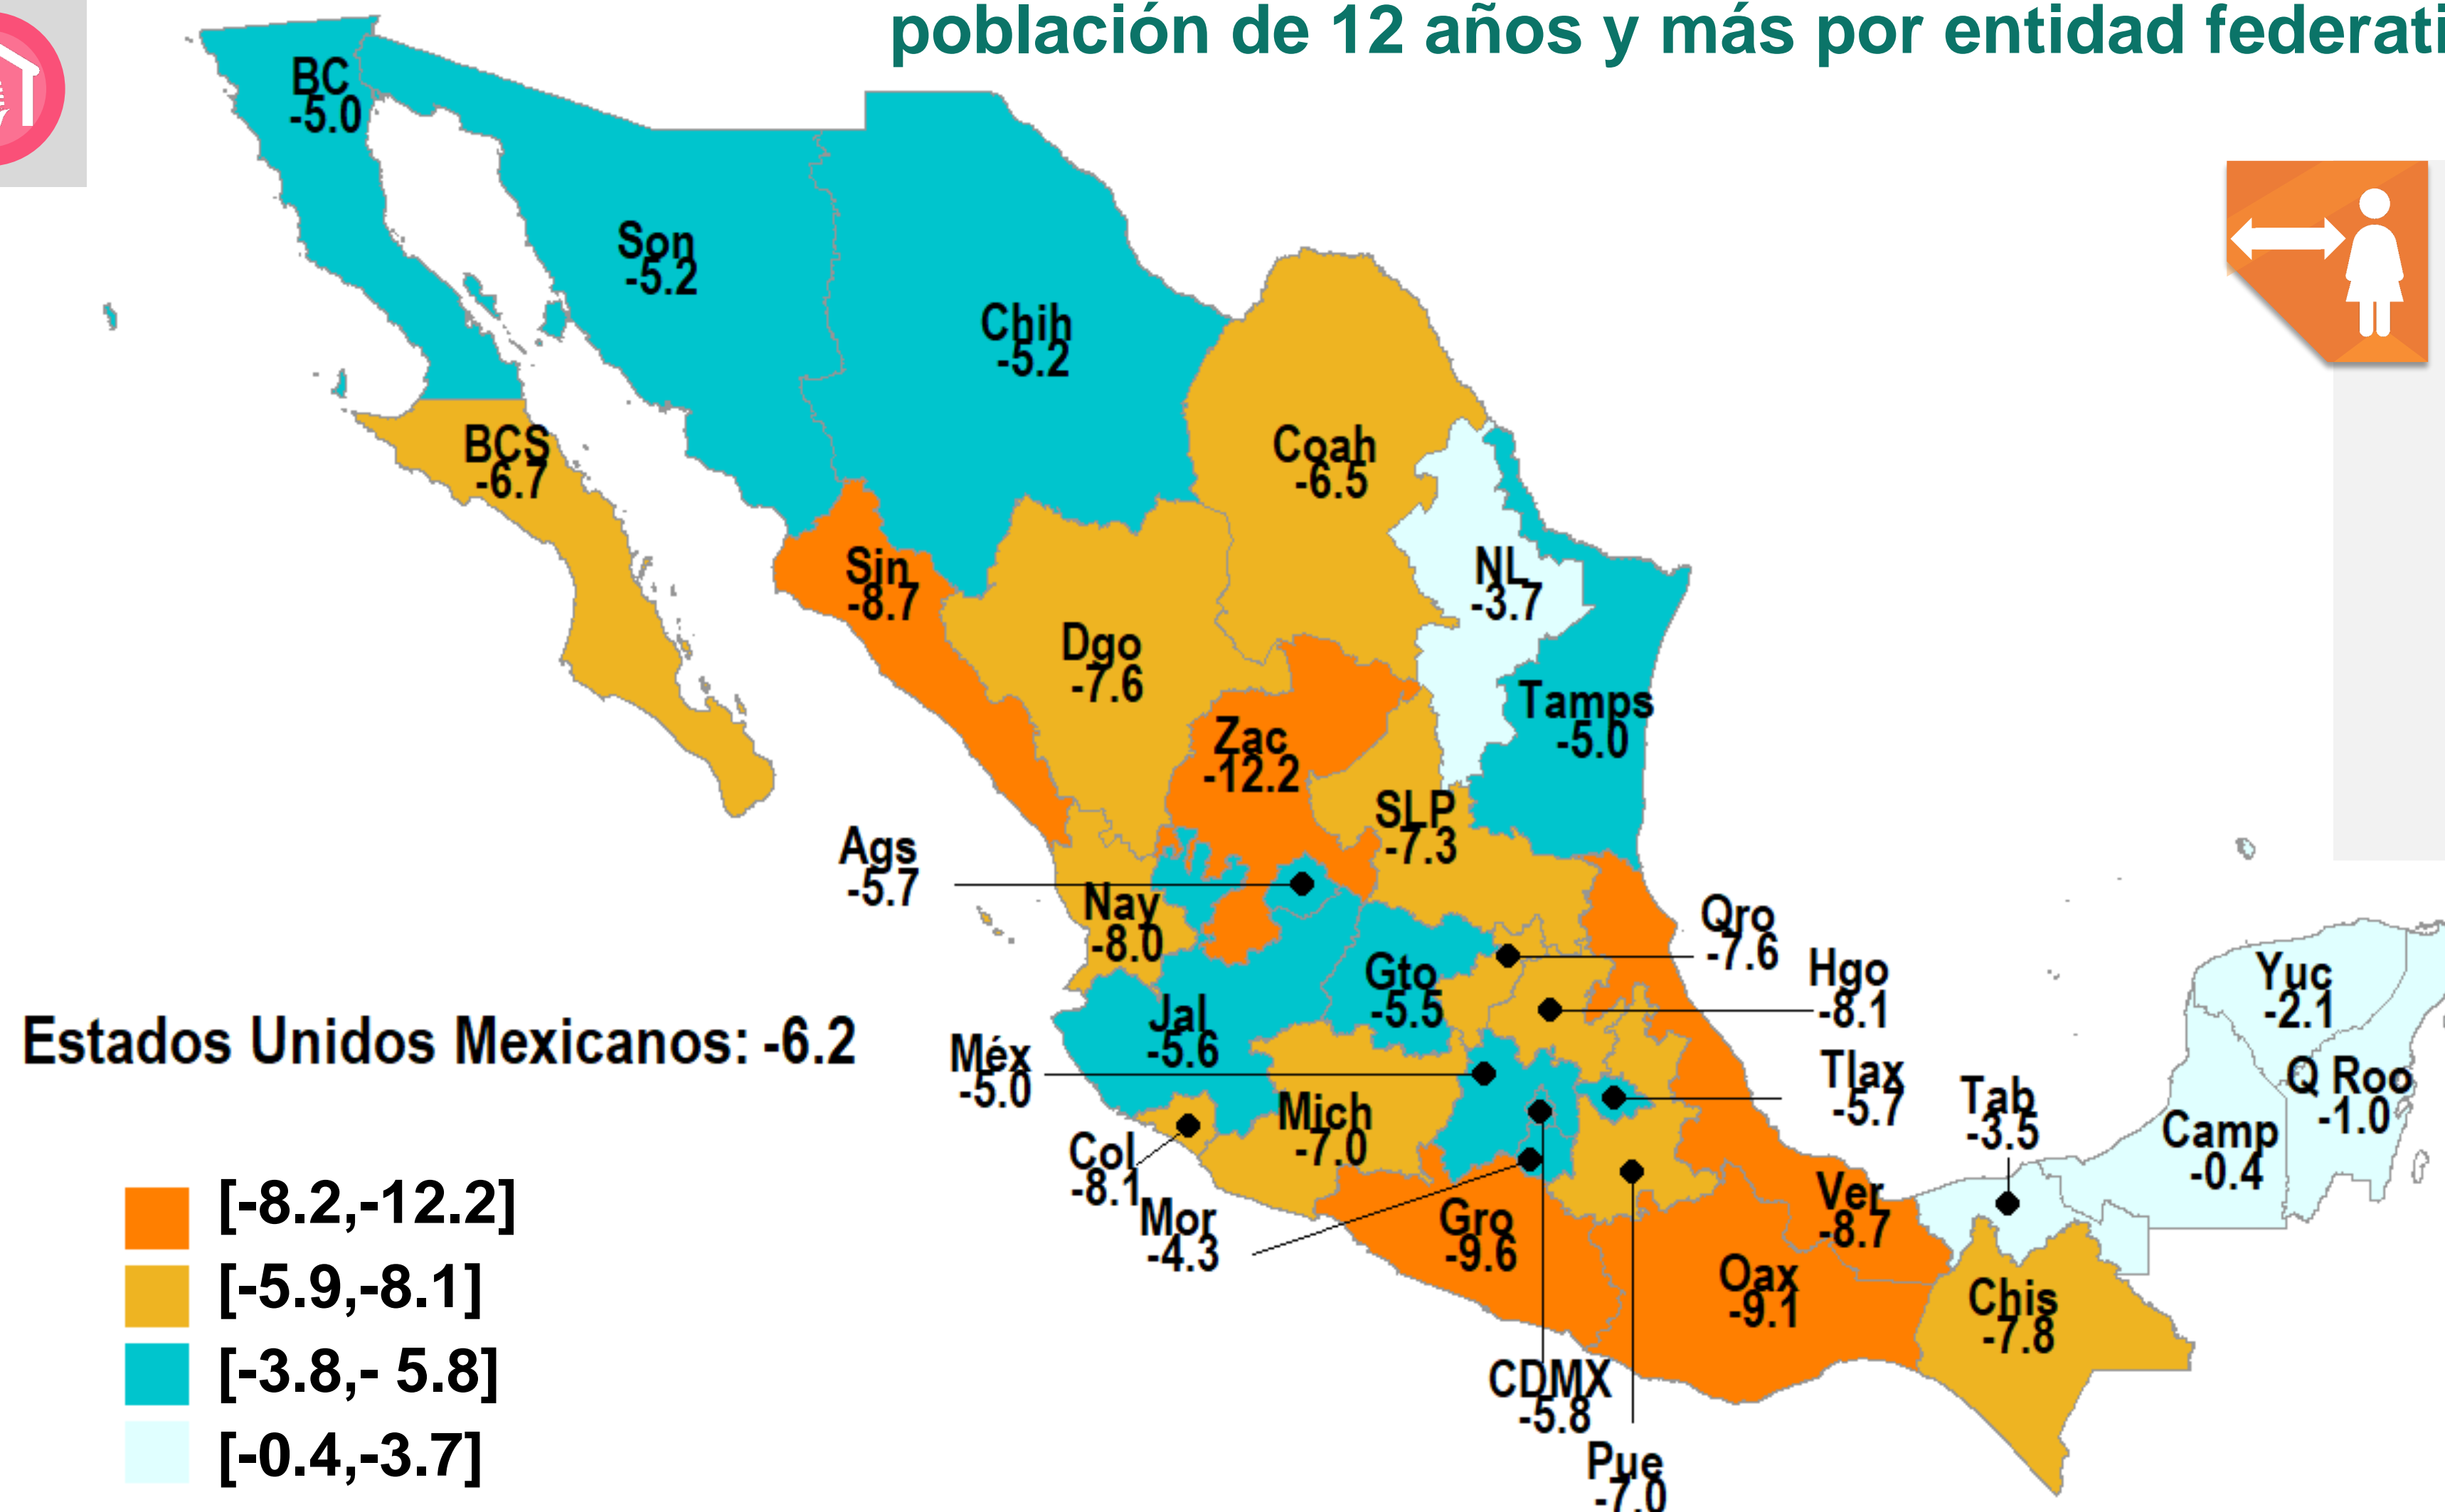 población de 12 años y más por entidad federati
BC
-5.0
Son
-5.2
Chih
-5.2
BCS
-6.7
Coah
-6.5
Sin
-8.7
NL
-3.7
Dgo
-7.6
Zac
-12.2
Tamps
-5.0
SLP
-7.3
Ags
-5.7
Nay
-8.0
Qro
-7.6
Hgo
-8.1
Gto
-5.5
Yuc
-2.1
Jal
-5.6
Estados Unidos Mexicanos: -6.2
Méx
-5.0
Tlax
-5.7
Q Roo
-1.0
Tab
-3.5
Camp
-0.4
Mich
-7.0
Col
-8.1
Mor
-4.3
Gro
-9.6
Ver
-8.7
Oax
-9.1
Chis
-7.8
CDMX
-5.8
Pue
-7.0
[-8.2,-12.2]
[-5.9,-8.1]
[-3.8,- 5.8]
[-0.4,-3.7]